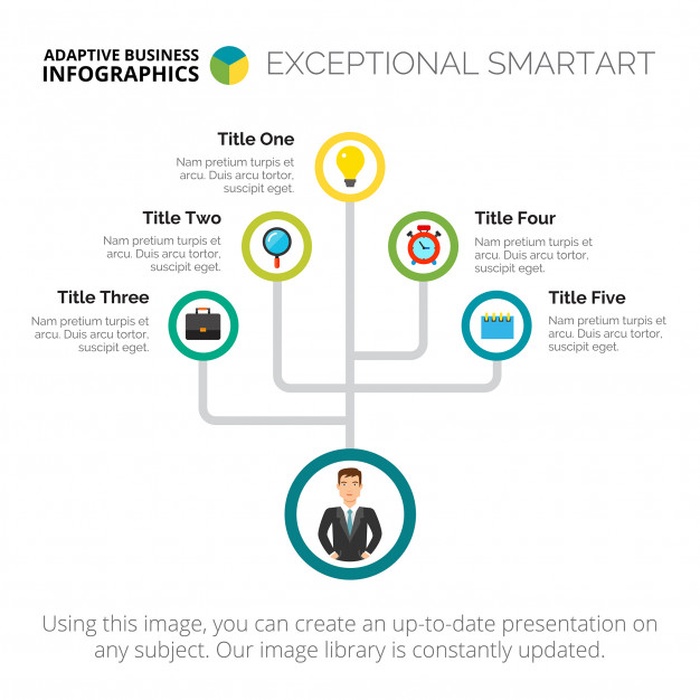 ADAPTIVE BUSINESS
INFOGRAPHICS
EXCEPTIONAL SMARTART
Title One
Nam pretium turpis et
arcu. Duis arcu tortor,
suscipit eget.
Title Two
Nam pretium turpis et
arcu. Duis arcu tortor,
suscipit eget.
Title Four
Nam pretium turpis et
arcu. Duis arcu tortor,
suscipit eget.
Title Three
Nam pretium turpis et
arcu. Duis arcu tortor,
suscipit eget.
Title Five
Nam pretium turpis et
arcu. Duis arcu tortor,
suscipit eget.
Using this image, you can create an up-to-date presentation on
any subject. Our image library is constantly updated.